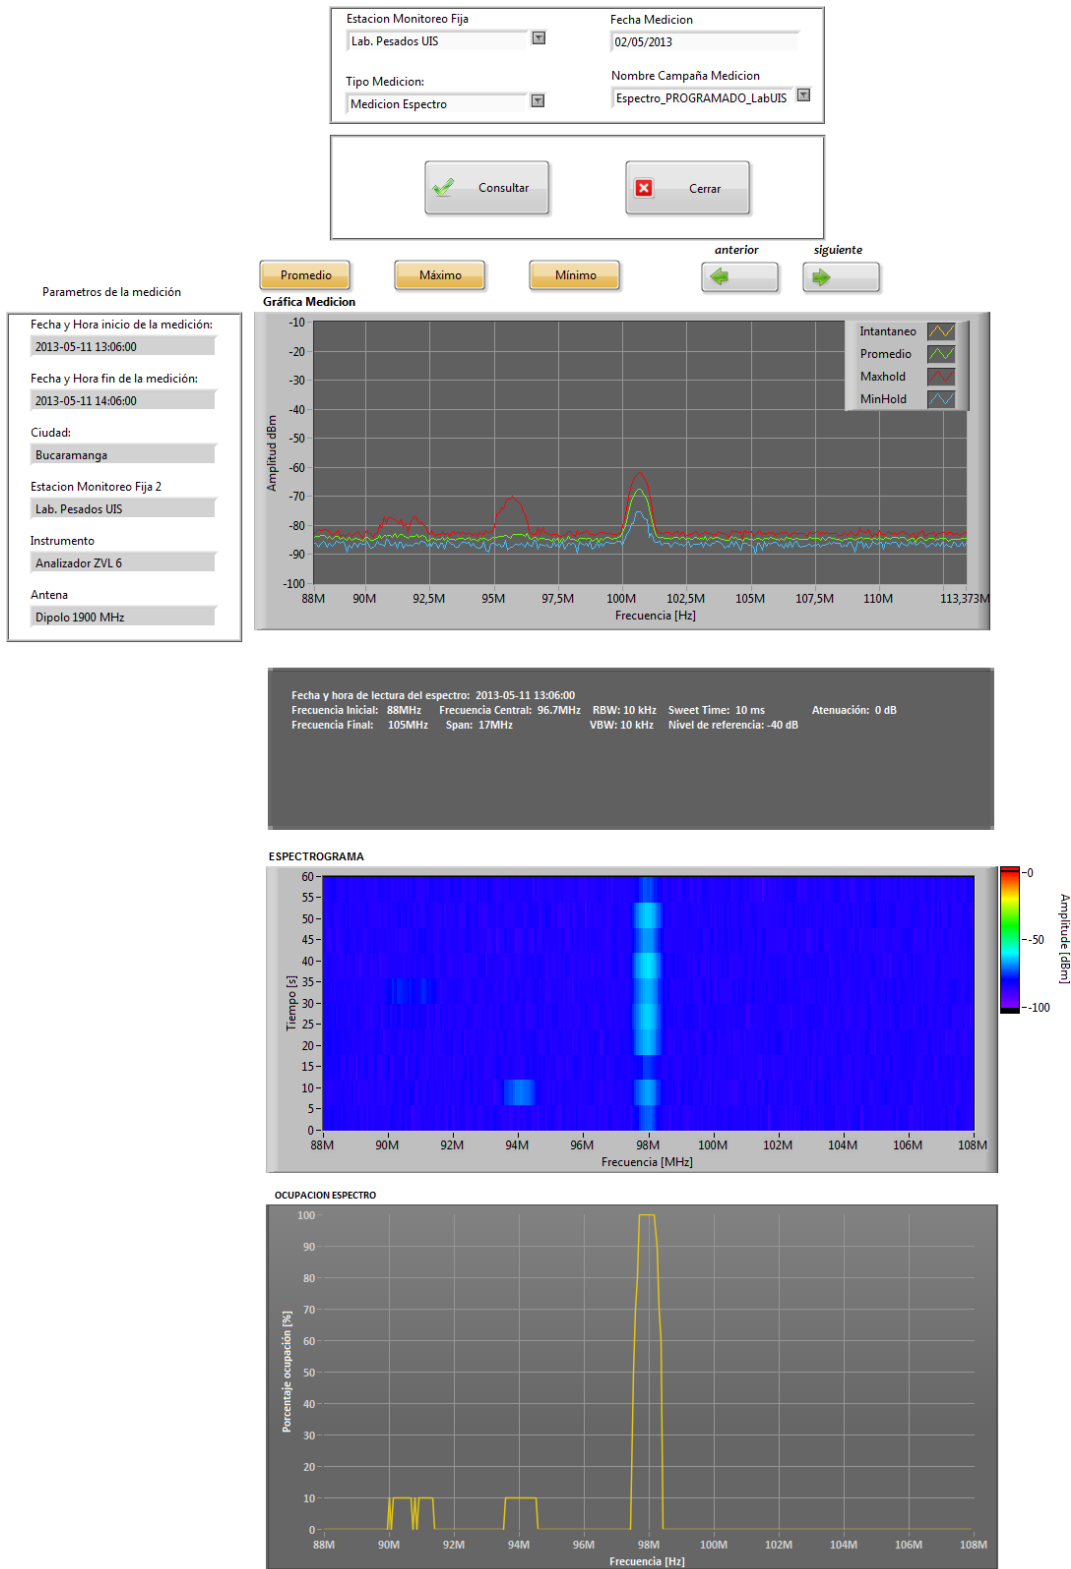 Estacion Monitoreo Fija
Fecha Medicion
Lab. Pesados UIS
02/05/2013
Tipo Medicion:
Nombre Campaña Medicion
Medicion Espectro
Espectro_PROGRAMADO_LabUIS
Consultar
Cerrar
anterior
siguiente
Promedio
Máximo
Mínimo
Parametros de la medición
Fecha y Hora inicio de la medición:
2013-05-11 13:06:00
Fecha y Hora fin de la medición:
2013-05-11 14:06:00
Ciudad:
Bucaramanga
Estacion Monitoreo Fija 2
Lab. Pesados UIS
Instrumento
Analizador ZVL 6
Antena
Dipolo 1900 MHz
Gráfica Medicion
-10
-20
-30
-40
-50
-60
-70
-80
-90
-100
Amplitud dBm
Intantaneo
Promedio
Maxhold
MinHold
88M 90M 92,5M 95M 97,5M 100M 102,5M 105M 107,5M 110M 113,373M
Frecuencia [Hz]
Fecha y hora de lectura del espectro: 2013-05-11 13:06:00
Frecuencia Inicial: 88MHz Frecuencia Central: 96.7MHz RBW: 10 kHz Sweet Time: 10 ms Atenuación: 0 dB
Frecuencia Final: 105MHz Span: 17MHz VBW: 10 kHz Nivel de referencia: -40 dB
ESPECTROGRAMA
60
55
50
45
40
35
30
25
20
15
10
5
0
Tiempo [s]
88M 90M 92M 94M 96M 98M 100M 102M 104M 106M 108M
Frecuencia [MHz]
-0
-50
-100
Amplitude [dBm]
OCUPACION ESPECTRO
100
90
80
70
60
50
40
30
20
10
0
Porcentaje ocupación [%]
88M 90M 92M 94M 96M 98M 100M 102M 104M 106M 108M
Frecuencia [Hz]